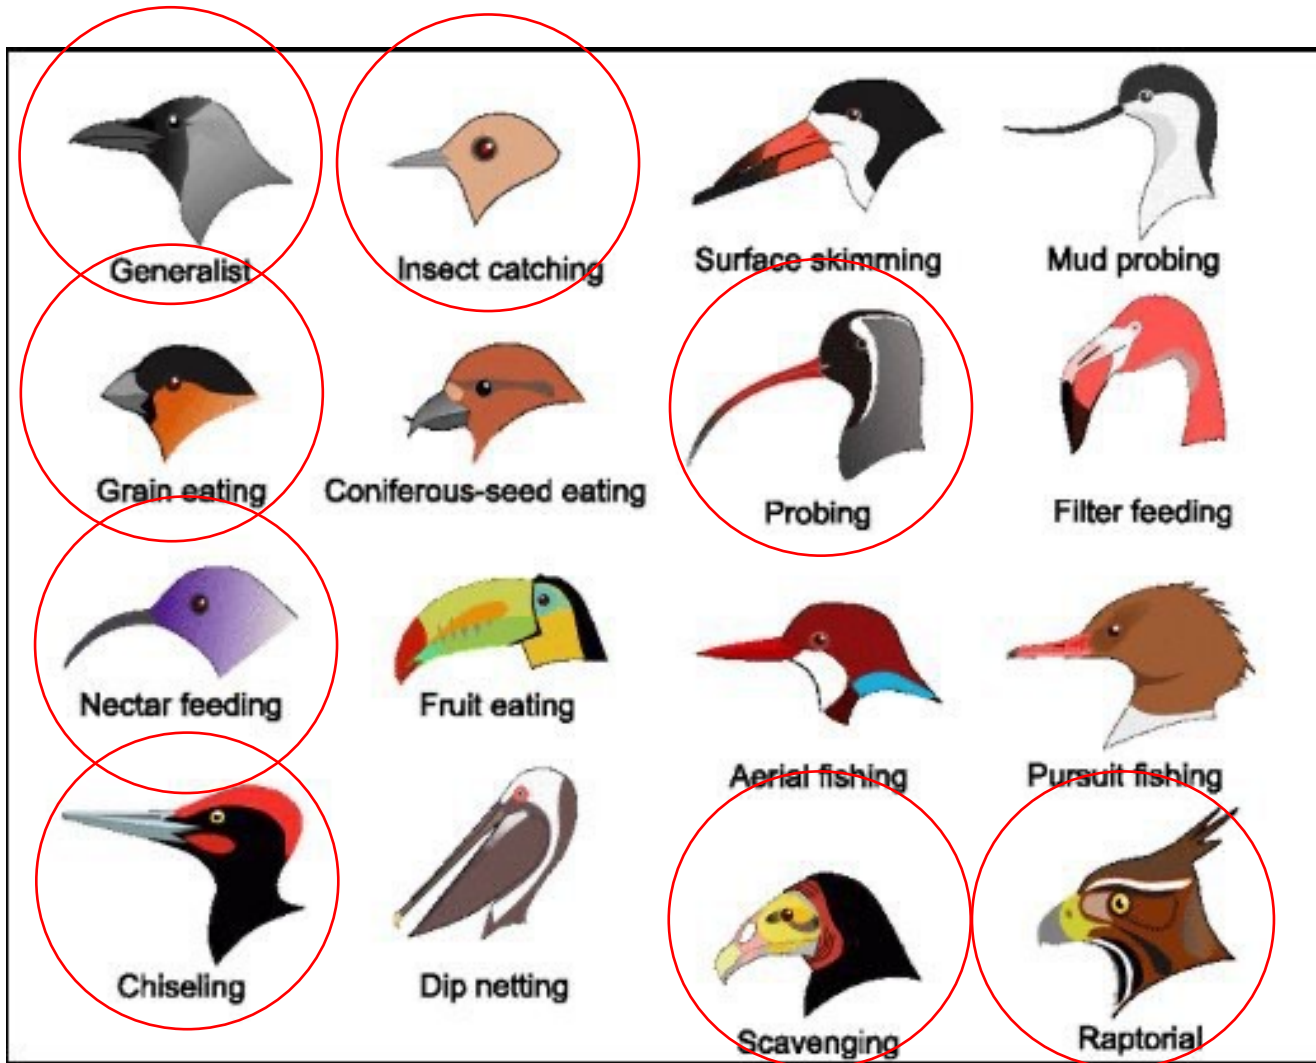 Generalist
Insect catching
Surface skimming
Mud probing
Grain eating
Coniferous-seed eating
Probing
Filter feeding
Nectar feeding
Fruit eating
Aerial fishing
Pursuit fishing
Chiseling
Dip netting
Scavenging
Raptorial